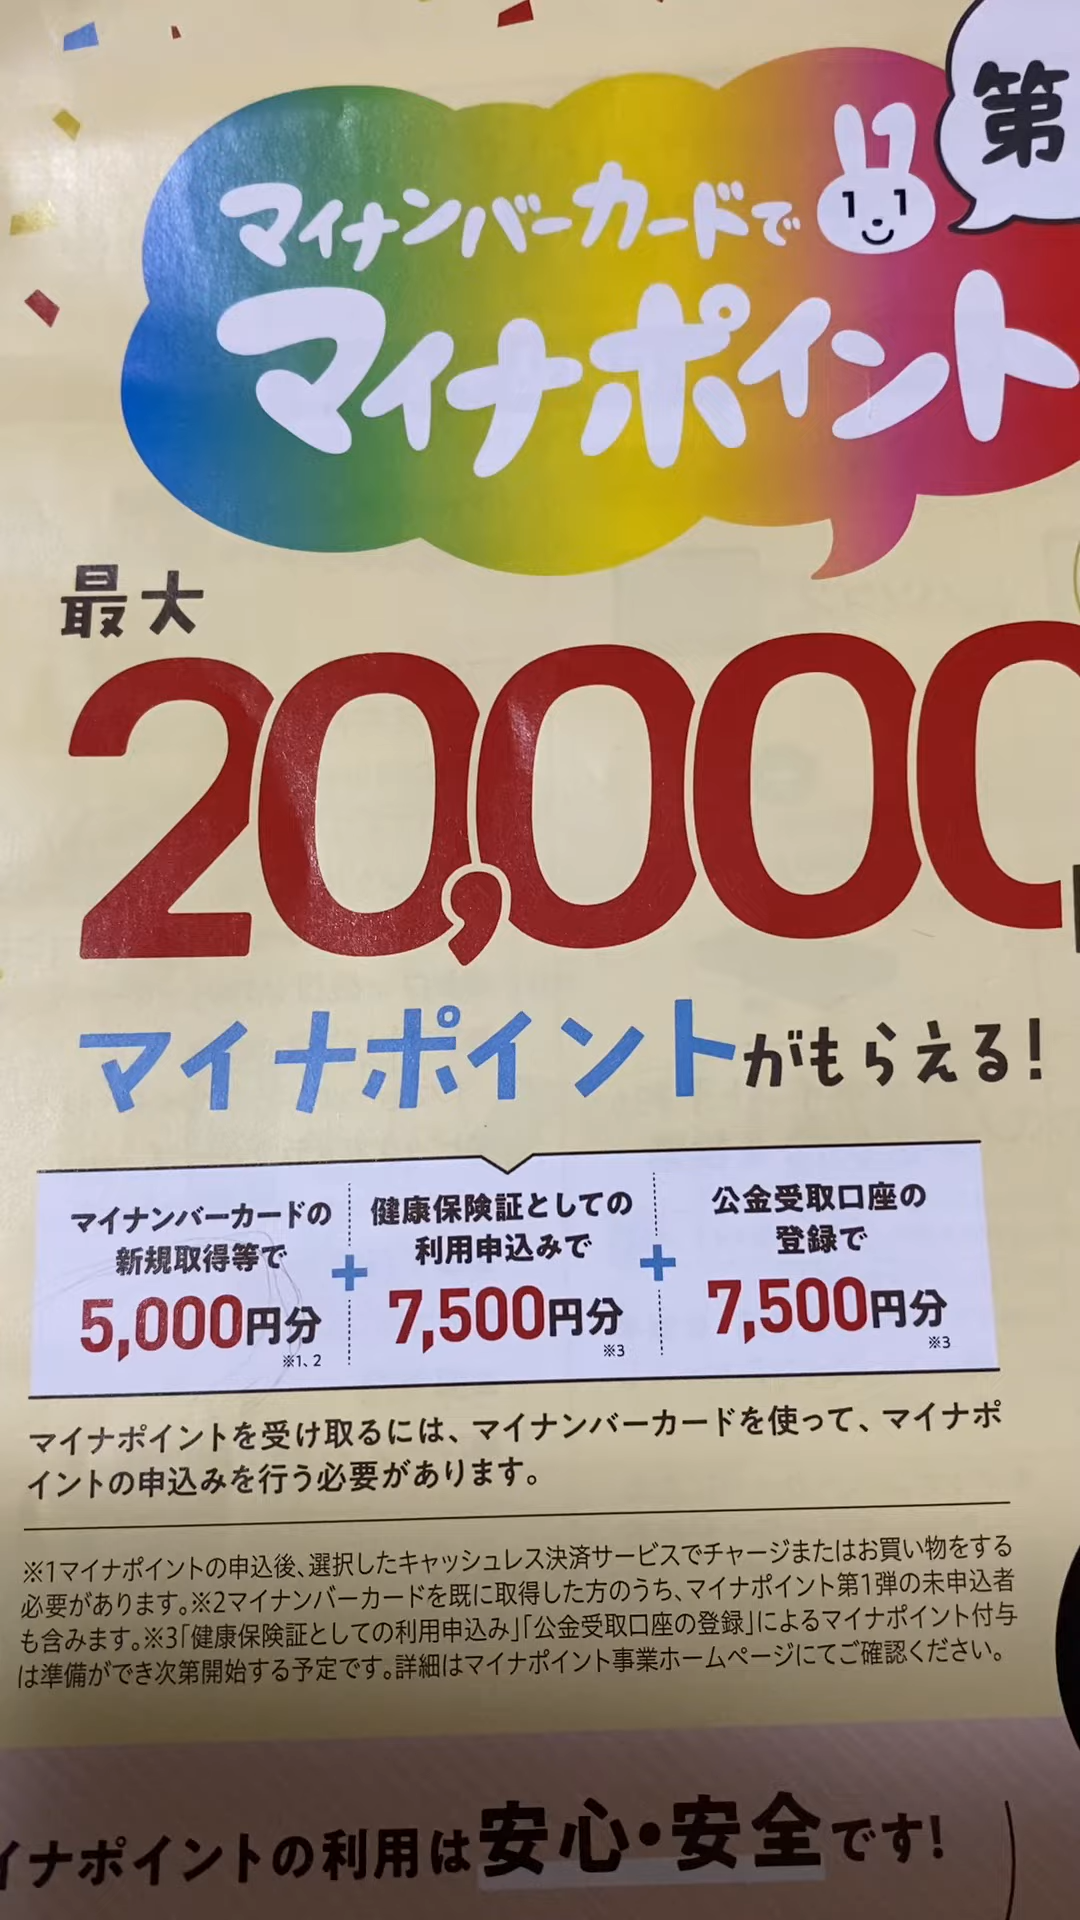 第
マイナンバーカードで
マイナポイント
最大
20,000
マイナポイントがもらえる!
マイナンバーカードの
新規取得等で
5,000円分
※1、2
+
健康保険証としての
利用申込みで
7,500円分
※3
+
公金受取口座の
登録で
7,500円分
※3
マイナポイントを受け取るには、マイナンバーカードを使って、マイナポ
イントの申込みを行う必要があります。
※1マイナポイントの申込後、選択したキャッシュレス決済サービスでチャージまたはお買い物をする
必要があります。※2マイナンバーカードを既に取得した方のうち、マイナポイント第1弾の未申込者
も含みます。※3「健康保険証としての利用申込み」「公金受取口座の登録」によるマイナポイント付与
は準備ができ次第開始する予定です。詳細はマイナポイント事業ホームページにてご確認ください。
イナポイントの利用は安心・安全です!